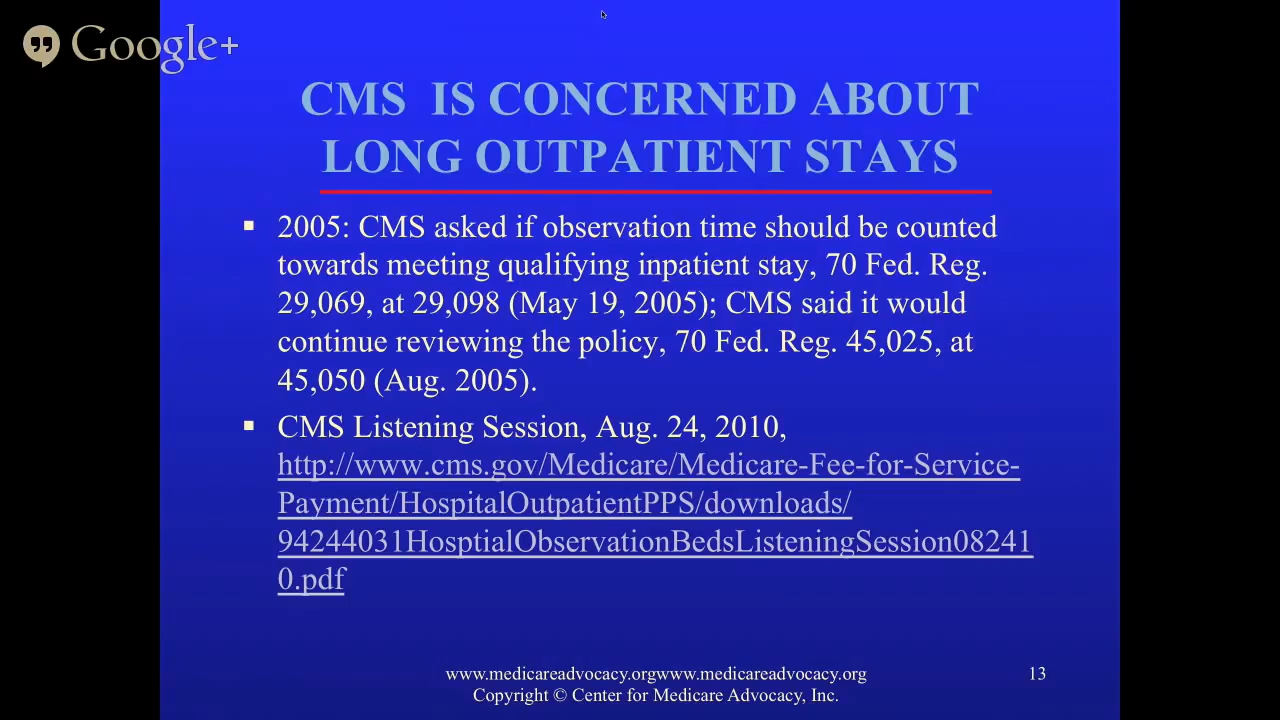 Google+
CMS IS CONCERNED ABOUT
LONG OUTPATIENT STAYS
▪ 2005: CMS asked if observation time should be counted
towards meeting qualifying inpatient stay, 70 Fed. Reg.
29,069, at 29,098 (May 19, 2005); CMS said it would
continue reviewing the policy, 70 Fed. Reg. 45,025, at
45,050 (Aug. 2005).
▪ CMS Listening Session, Aug. 24, 2010,
http://www.cms.gov/Medicare/Medicare-Fee-for-Service-
Payment/HospitalOutpatientPPS/downloads/
94244031HosptialObservationBedsListeningSession08241
0.pdf
www.medicareadvocacy.orgwww.medicareadvocacy.org
Copyright © Center for Medicare Advocacy, Inc.
13